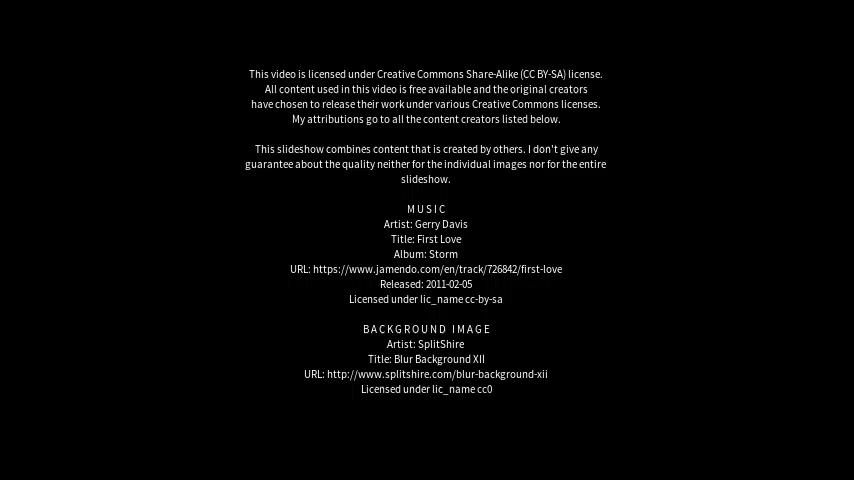 This video is licensed under Creative Commons Share-Alike (CC BY-SA) license.
All content used in this video is free available and the original creators
have chosen to release their work under various Creative Commons licenses.
My attributions go to all the content creators listed below.
This slideshow combines content that is created by others. I don't give any
guarantee about the quality neither for the individual images nor for the entire
slideshow.
MUSIC
Artist: Gerry Davis
Title: First Love
Album: Storm
URL: https://www.jamendo.com/en/track/726842/first-love
Released: 2011-02-05
Licensed under lic_name cc-by-sa
BACKGROUND IMAGE
Artist: SplitShire
Title: Blur Background XII
URL: http://www.splitshire.com/blur-background-xii
Licensed under lic_name cc0